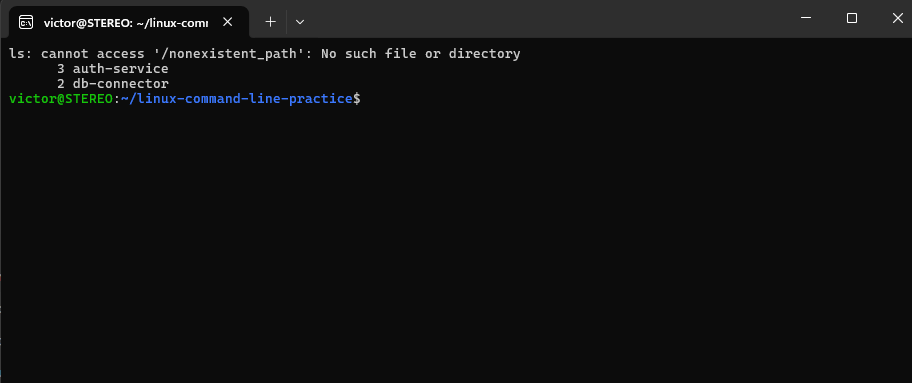 victor@STEREO: ~/linux-comm
ls: cannot access '/nonexistent_path': No such file or directory
      3 auth-service
      2 db-connector
victor@STEREO:~/linux-command-line-practice$